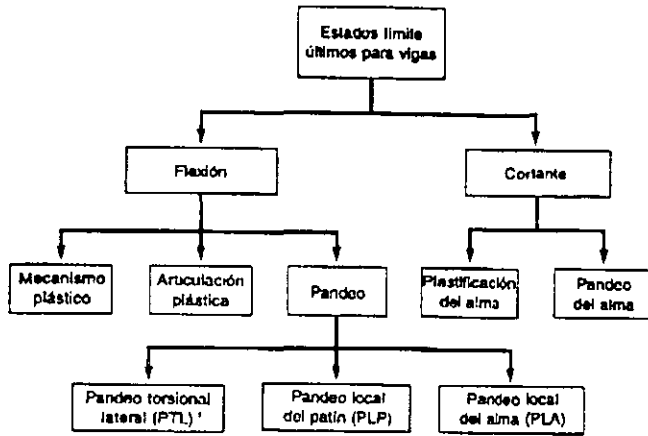 Estados límite
últimos para vigas
Flexión
Cortante
Mecanismo
plástico
Articulación
plástica
Pandeo
Plastificación
del alma
Pandeo
del alma
Pandeo torsional
lateral (PTL)
Pandeo local
del patín (PLP)
Pandeo local
del alma (PLA)